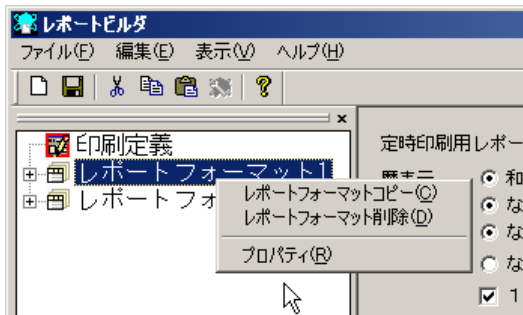 レポートビルダ
ファイル(F) 編集(E) 表示(V) ヘルプ(H)
印刷定義
レポートフォーマット1
レポートフォ
レポートフォーマットコピー(C)
レポートフォーマット削除(D)
プロパティ(R)
定時印刷用レポー
和
な
な
な
1